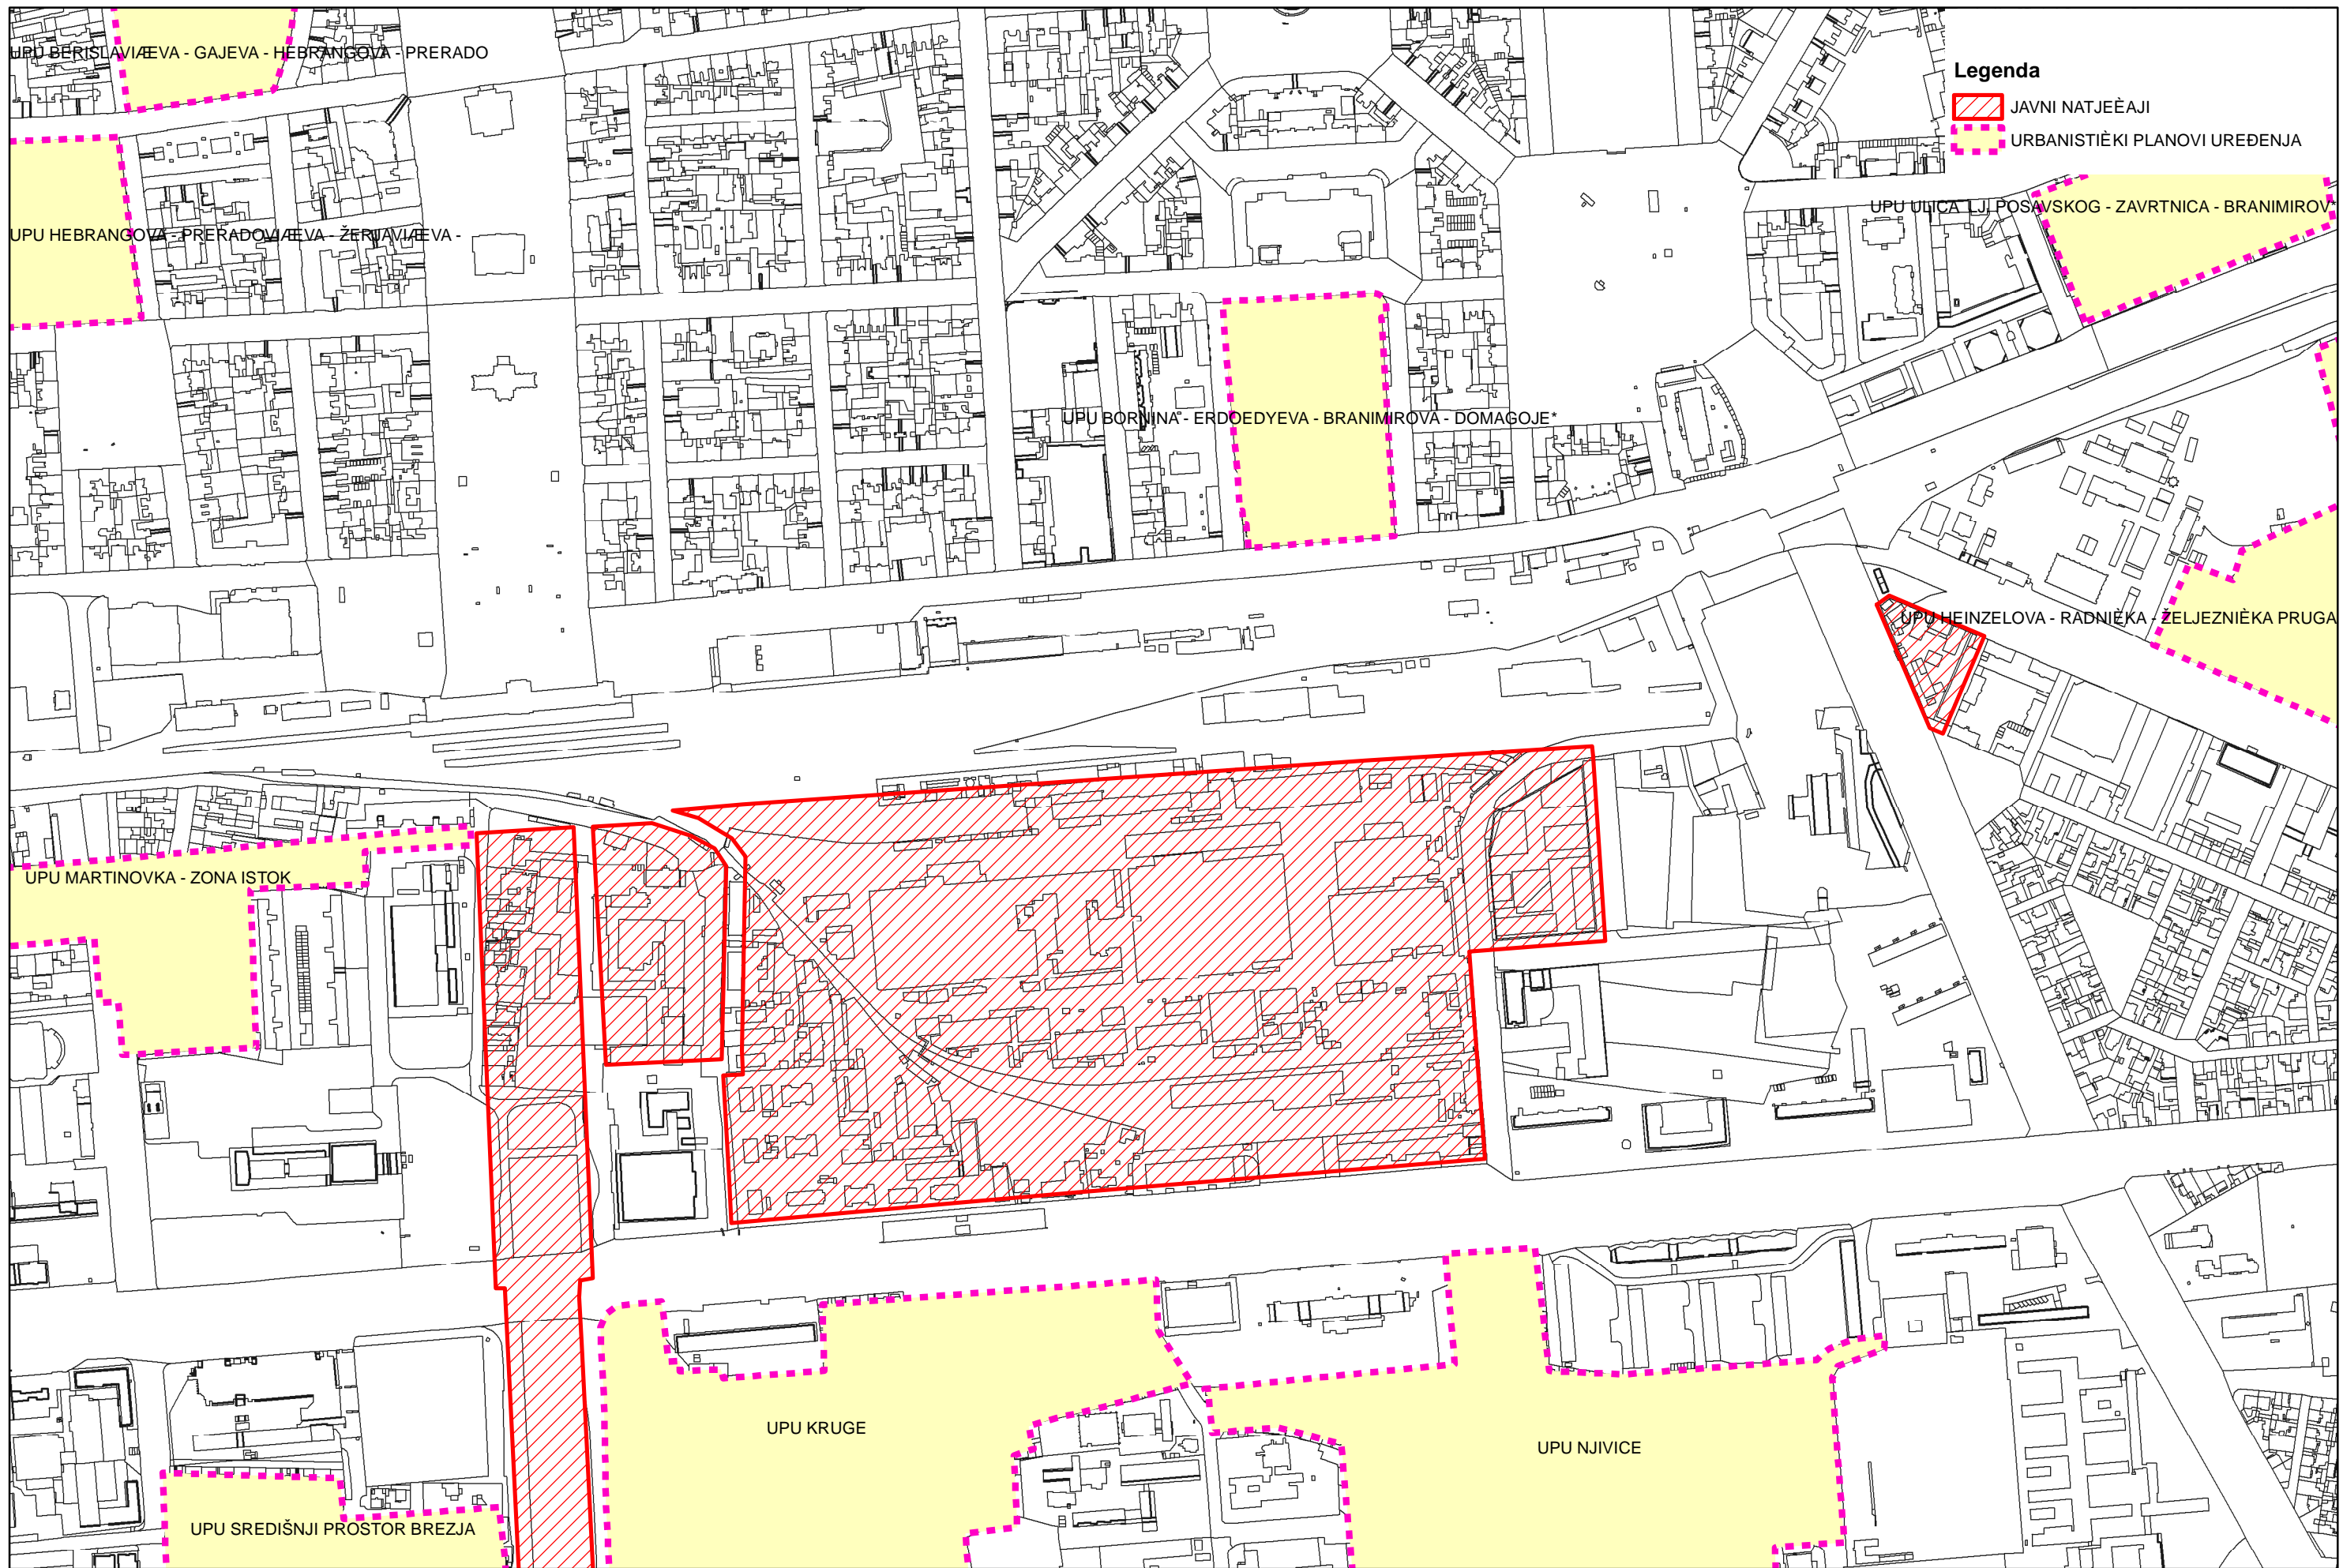 UPU BERISLAVIÆEVA - GAJEVA - HEBRANGOVA - PRERADO
Legenda
JAVNI NATJEÈAJI
URBANISTIÈKI PLANOVI UREĐENJA
UPU ULICA LJ. POSAVSKOG - ZAVRTNICA - BRANIMIROV*
UPU HEBRANGOVA - PRERADOVIÆEVA - ŽERJAVIÆEVA -
UPU BORNINA - ERDOEDYEVA - BRANIMIROVA - DOMAGOJE*
UPU HEINZELOVA - RADNIÈKA - ŽELJEZNIÈKA PRUGA
UPU MARTINOVKA - ZONA ISTOK
UPU KRUGE
UPU NJIVICE
UPU SREDIŠNJI PROSTOR BREZJA